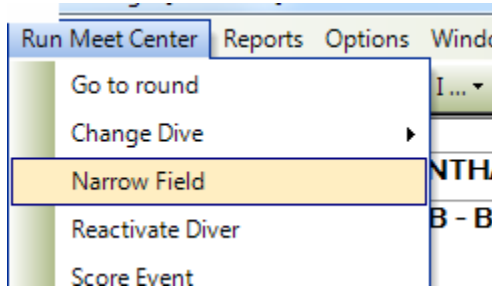 Run Meet Center Reports Options
Go to round
I ...
Change Dive
Narrow Field
B - B
Reactivate Diver
Score Event